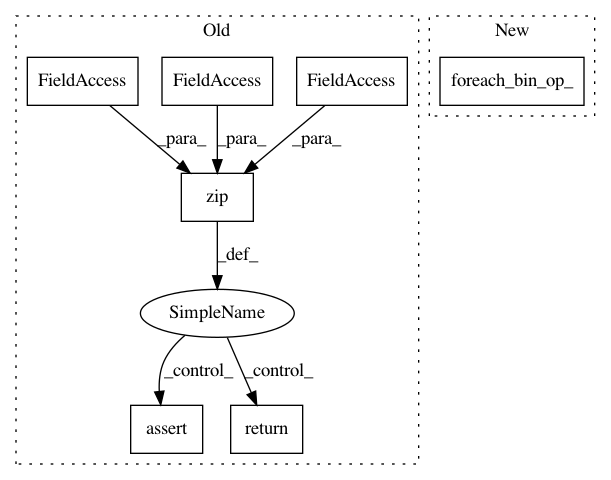 Old
New
FieldAccess
FieldAccess
FieldAccess
foreach_bin_op_
_para_
_para_
_para_
zip
_def_
SimpleName
_control_
_control_
assert
return